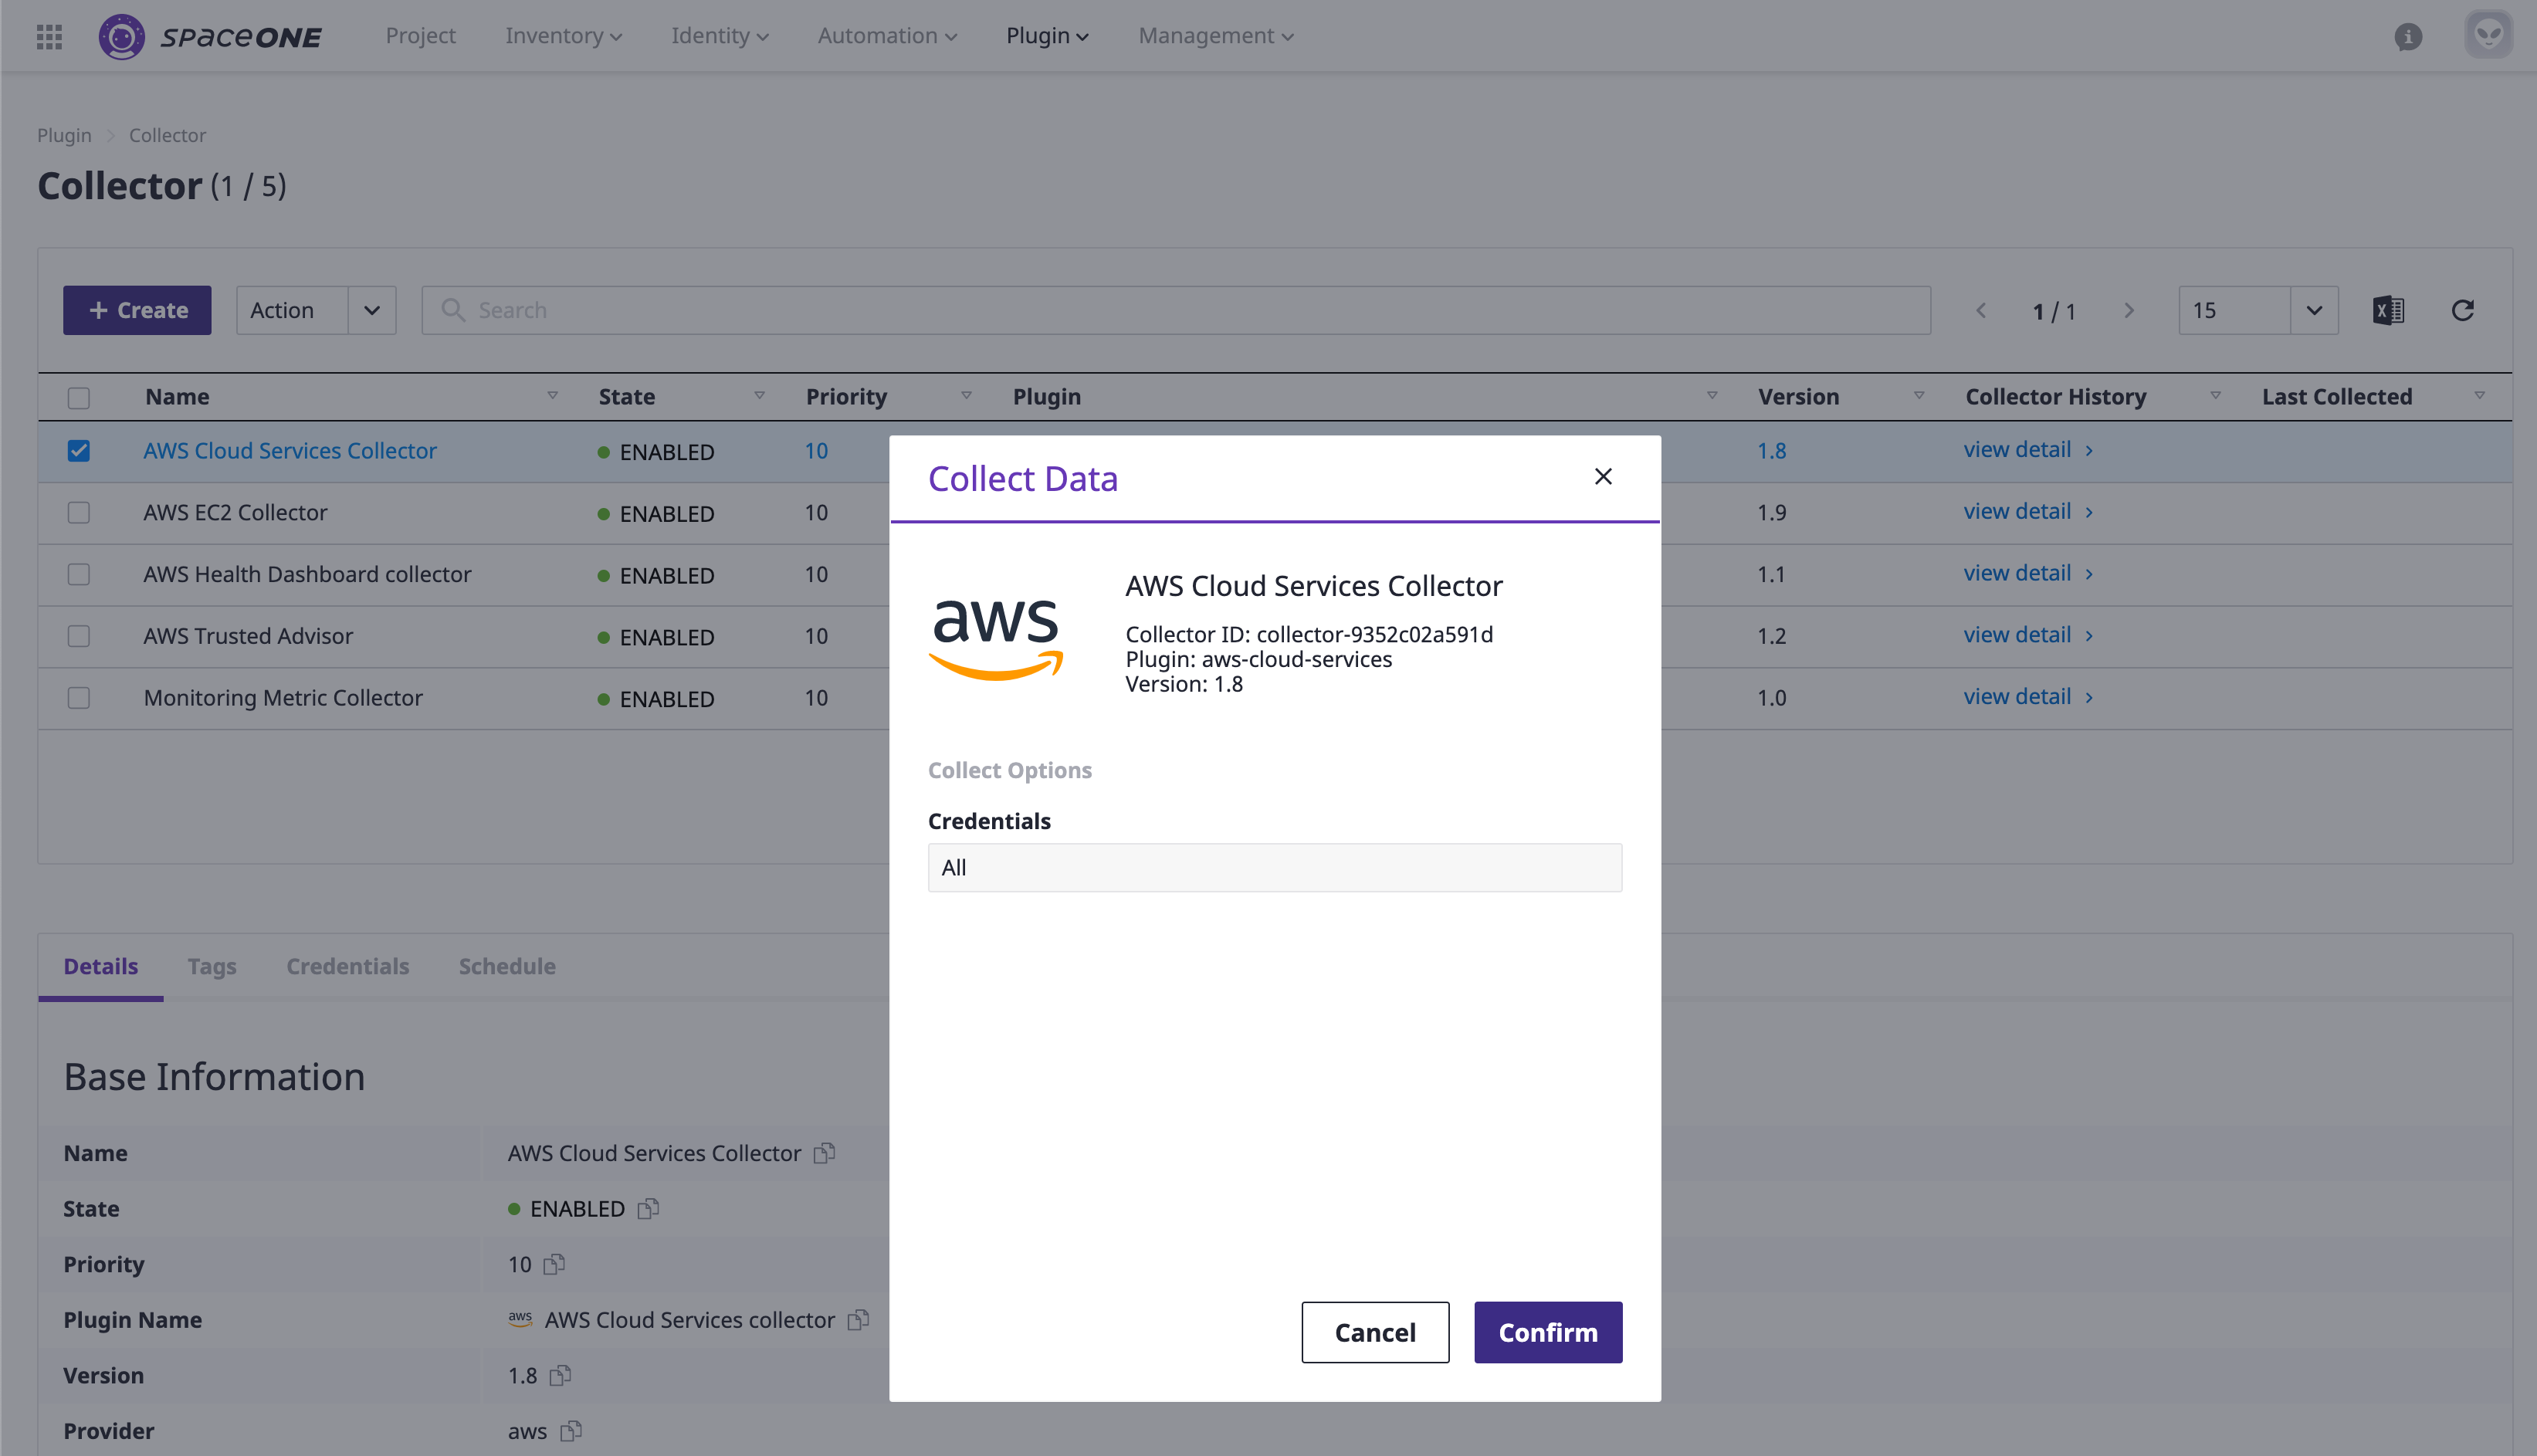 spaceONE Project Inventory Identity Automation Plugin Management
Plugin > Collector
Collector (1 / 5)
+ Create Action Search 1 / 1 15
Name State Priority Plugin Version Collector History Last Collected
AWS Cloud Services Collector ENABLED 10 1.8 view detail >
AWS EC2 Collector ENABLED 10 1.9 view detail >
AWS Health Dashboard collector ENABLED 10 1.1 view detail >
AWS Trusted Advisor ENABLED 10 1.2 view detail >
Monitoring Metric Collector ENABLED 10 1.0 view detail >
Collect Data
aws
AWS Cloud Services Collector
Collector ID: collector-9352c02a591d
Plugin: aws-cloud-services
Version: 1.8
Collect Options
Credentials
All
Cancel Confirm
Details Tags Credentials Schedule
Base Information
Name AWS Cloud Services Collector
State ENABLED
Priority 10
Plugin Name aws AWS Cloud Services collector
Version 1.8
Provider aws